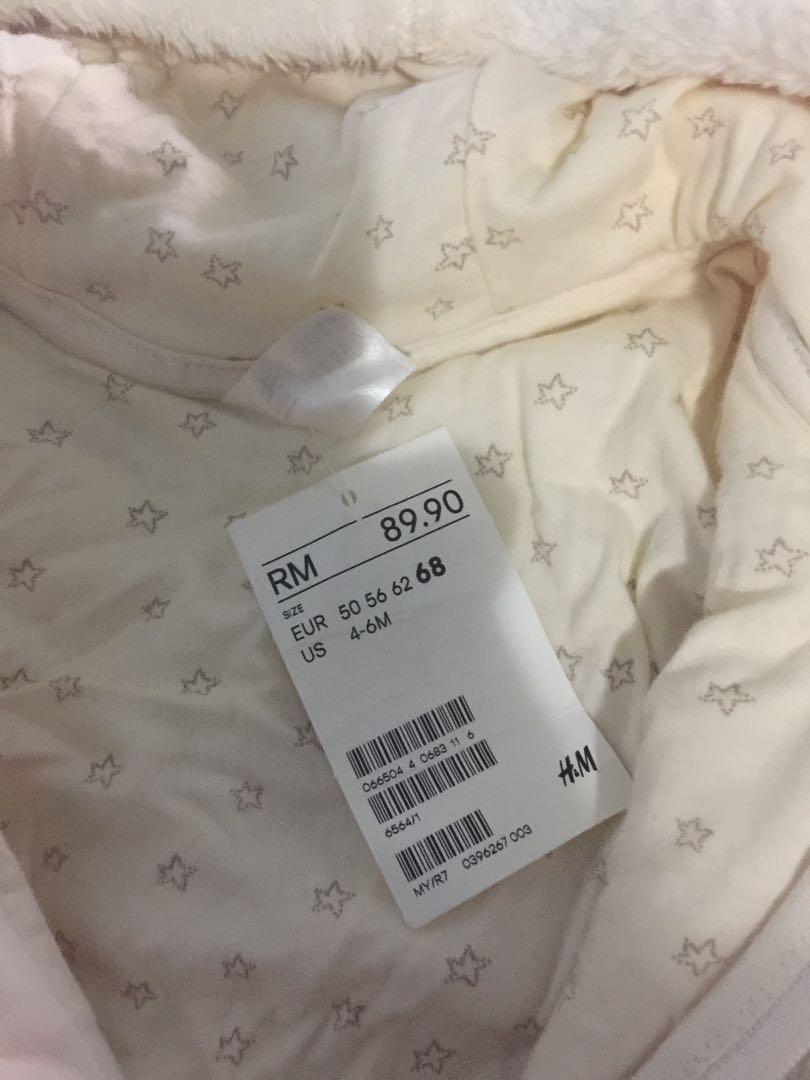 RM 89.90
SIZE
EUR 50 56 62 68
US 4-6M
066504 4 0683 11 6
6564/1
H&M
MY/R7 0396267 003